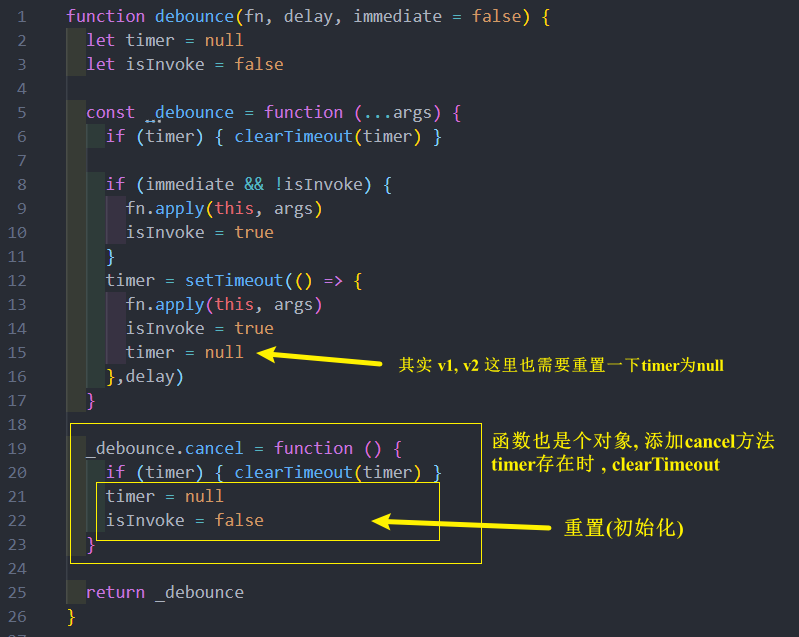 1 function debounce(fn, delay, immediate = false) {
2 let timer = null
3 let isInvoke = false
4
5 const _debounce = function (...args) {
6 if (timer) { clearTimeout(timer) }
7
8 if (immediate && !isInvoke) {
9 fn.apply(this, args)
10 isInvoke = true
11 }
12 timer = setTimeout(() => {
13 fn.apply(this, args)
14 isInvoke = true
15 timer = null
其实 v1, v2 这里也需要重置一下timer为null
16 },delay)
17 }
18
函数也是个对象, 添加cancel方法
19 _debounce.cancel = function () {
timer存在时 , clearTimeout
20 if (timer) { clearTimeout(timer) }
21 timer = null
22 isInvoke = false
重置(初始化)
23 }
24
25 return _debounce
26 }